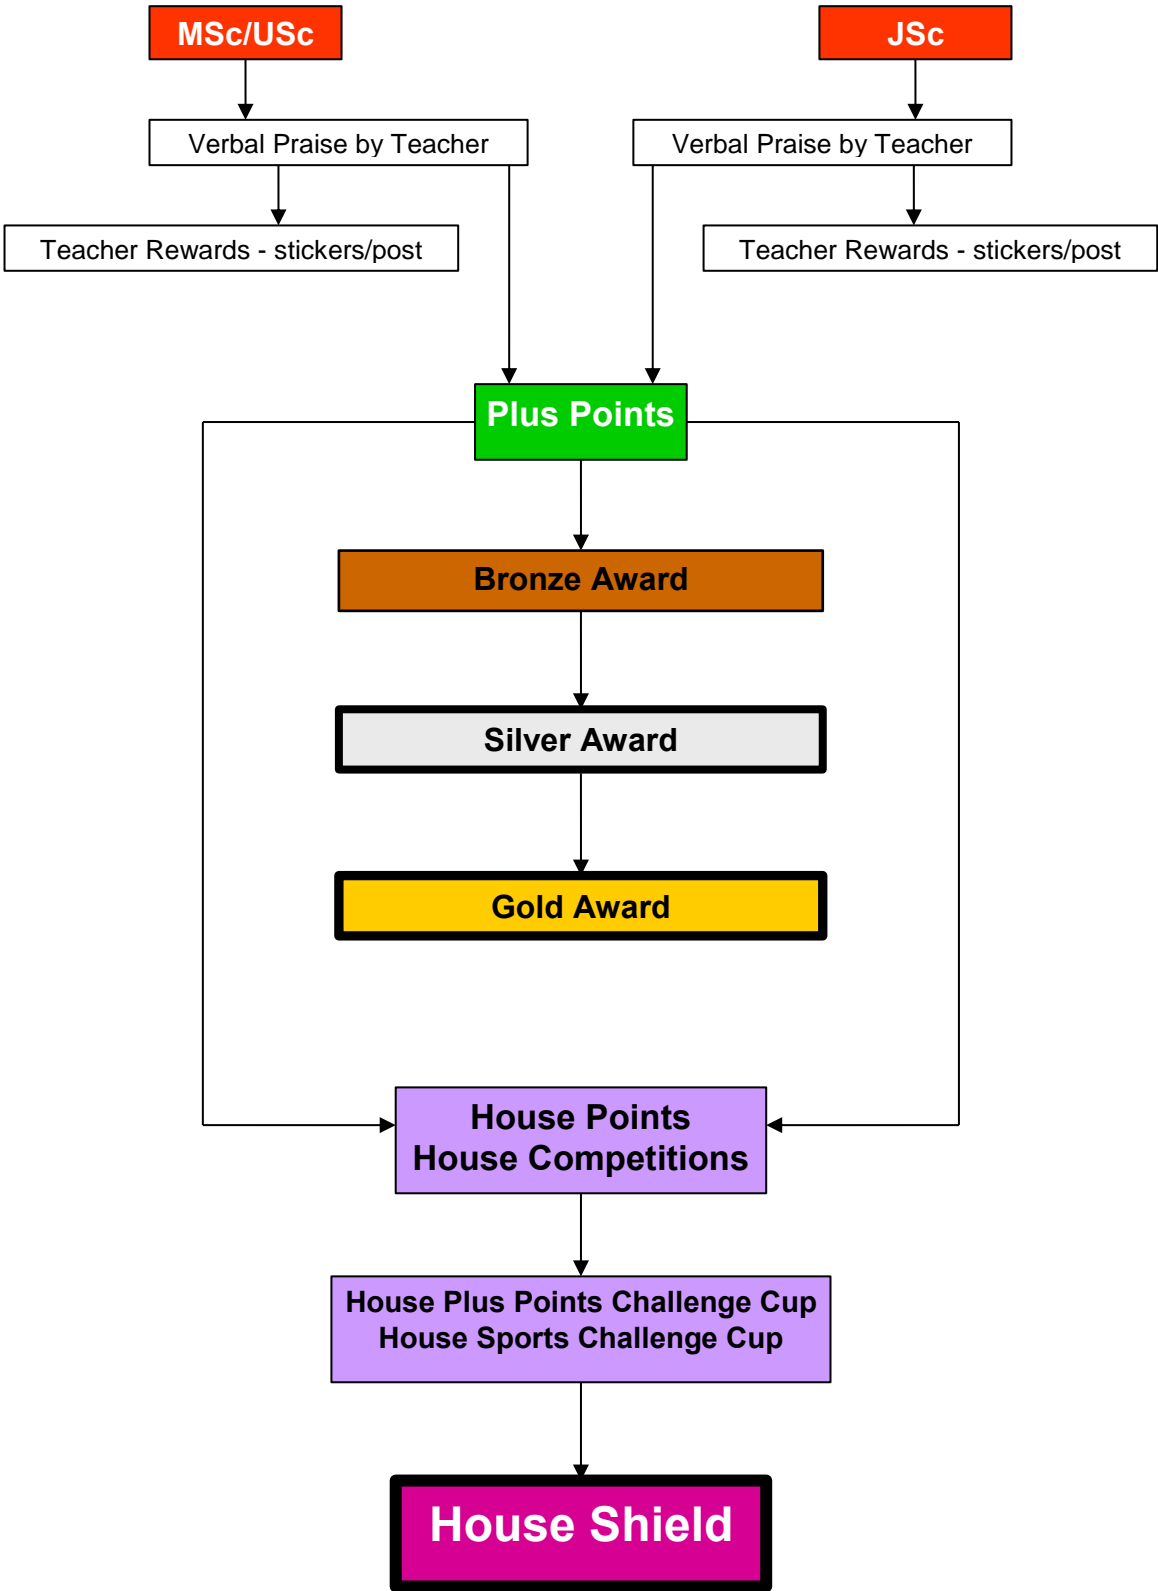 MSc/USc
JSc
Verbal Praise by Teacher
Verbal Praise by Teacher
Teacher Rewards - stickers/post
Teacher Rewards - stickers/post
Plus Points
Bronze Award
Silver Award
Gold Award
House Points
House Competitions
House Plus Points Challenge Cup
House Sports Challenge Cup
House Shield